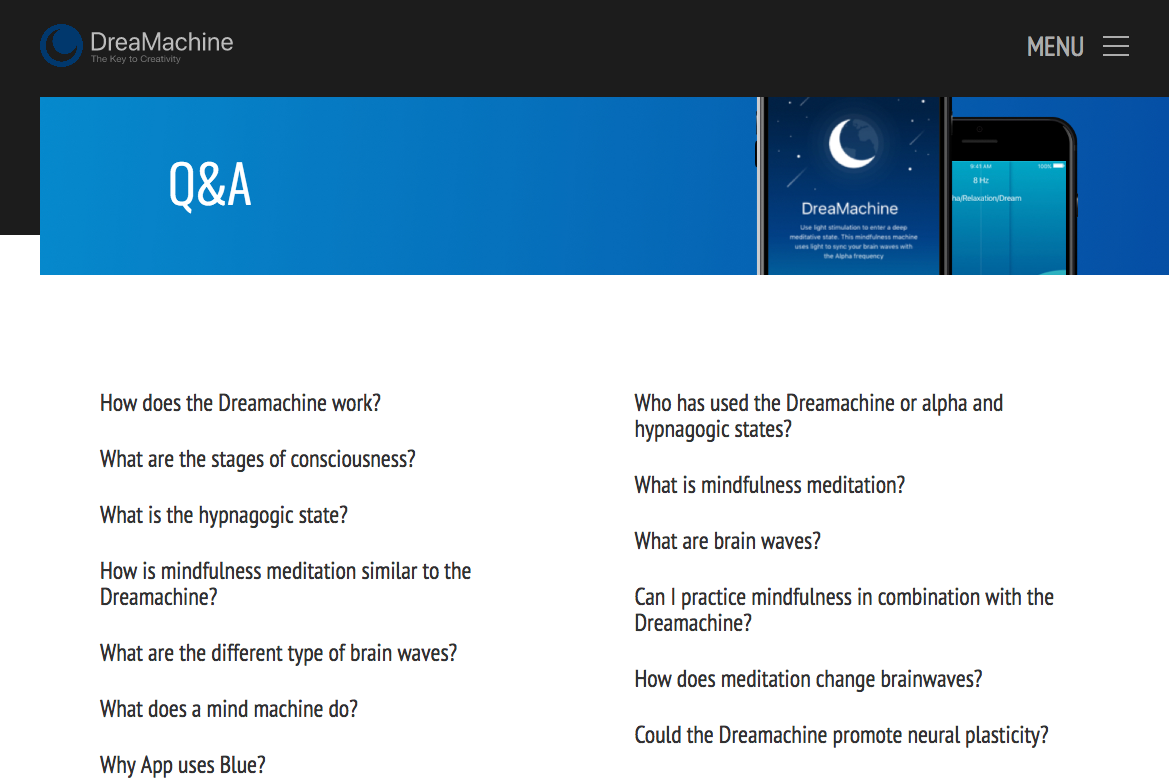 DreaMachine
The Key to Creativity
MENU
Q&A
DreaMachine
Use light stimulation to enter a deep
meditative state. This mindfulness machine
uses light to sync your brain waves with
the Alpha frequency
9:41 AM
100%
8 Hz
ha/Relaxation/Dream
How does the Dreamachine work?
What are the stages of consciousness?
What is the hypnagogic state?
How is mindfulness meditation similar to the
Dreamachine?
What are the different type of brain waves?
What does a mind machine do?
Why App uses Blue?
Who has used the Dreamachine or alpha and
hypnagogic states?
What is mindfulness meditation?
What are brain waves?
Can I practice mindfulness in combination with the
Dreamachine?
How does meditation change brainwaves?
Could the Dreamachine promote neural plasticity?